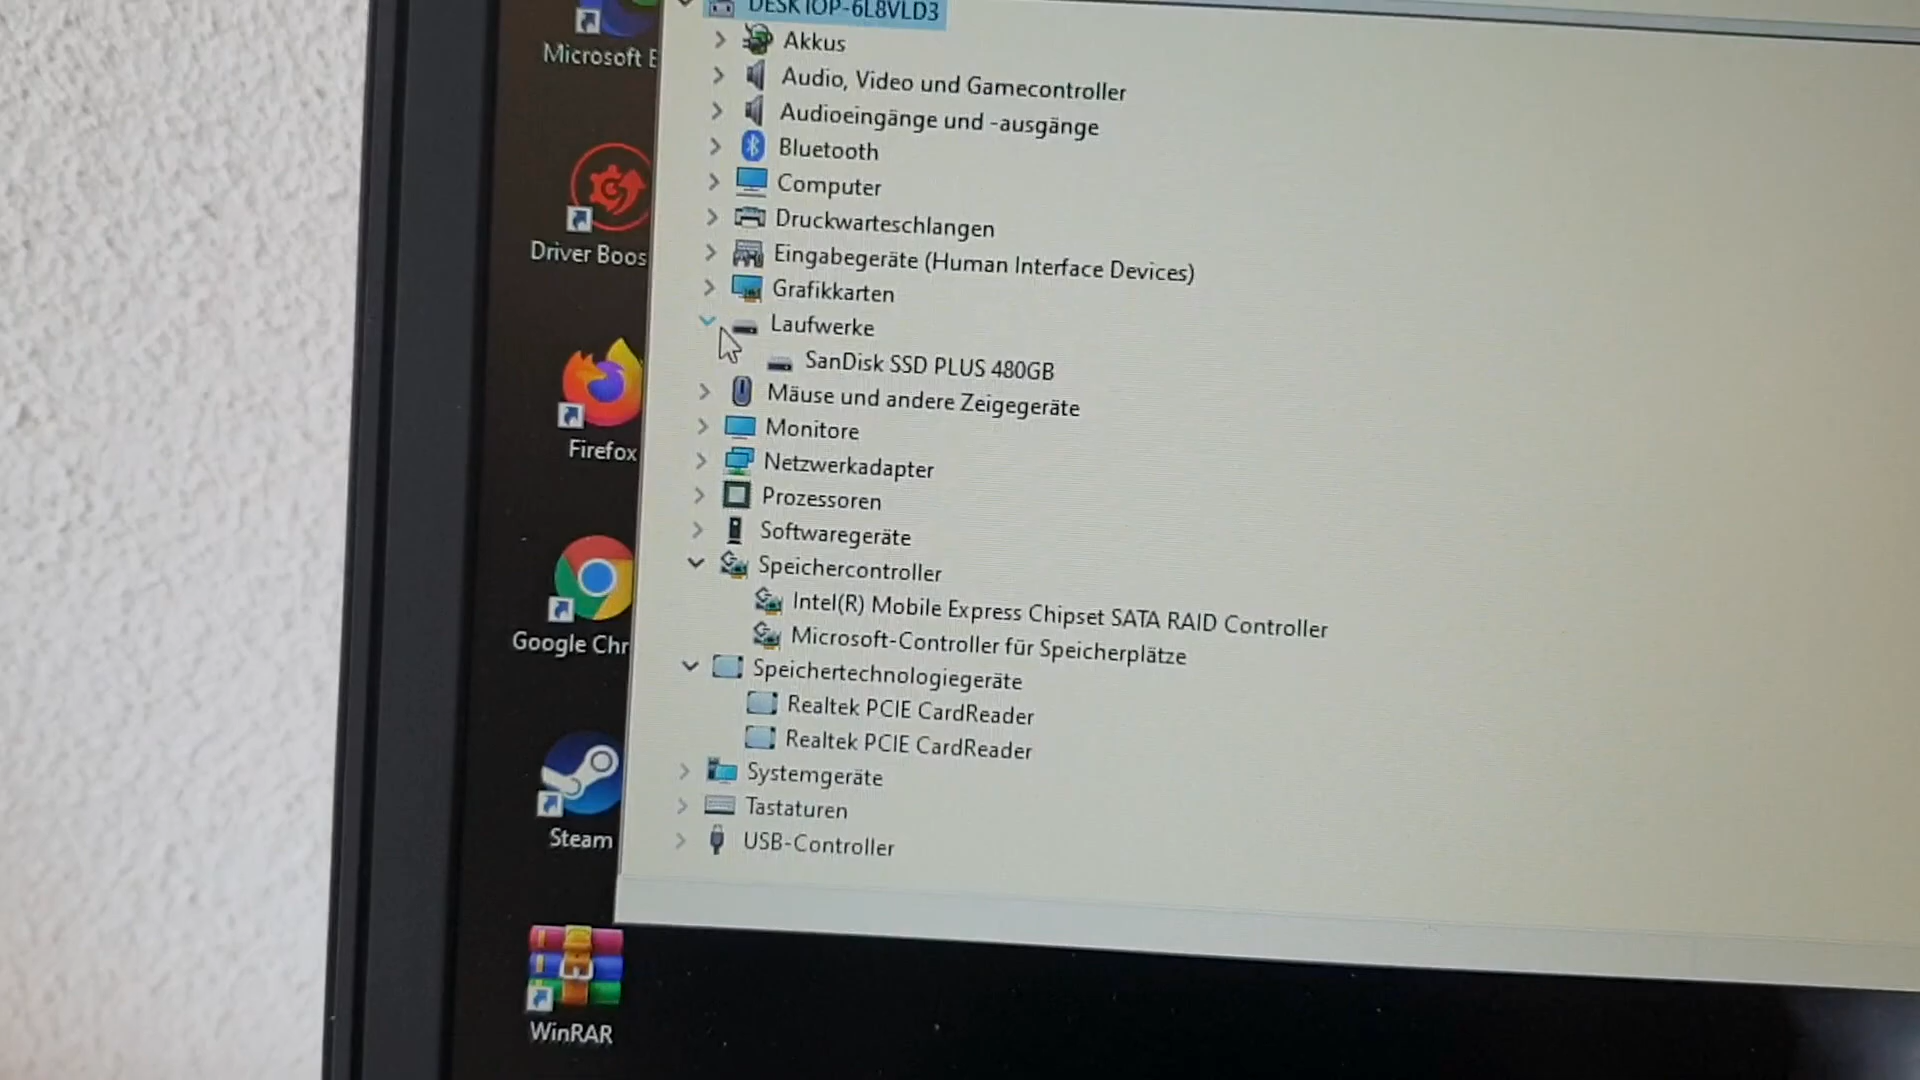 DESKTOP-6L8VLD3
Akkus
Audio, Video und Gamecontroller
Audioeingänge und -ausgänge
Bluetooth
Computer
Druckwarteschlangen
Eingabegeräte (Human Interface Devices)
Grafikkarten
Laufwerke
SanDisk SSD PLUS 480GB
Mäuse und andere Zeigegeräte
Monitore
Netzwerkadapter
Prozessoren
Softwaregeräte
Speichercontroller
Intel(R) Mobile Express Chipset SATA RAID Controller
Microsoft-Controller für Speicherplätze
Speichertechnologiegeräte
Realtek PCIE CardReader
Realtek PCIE CardReader
Systemgeräte
Tastaturen
USB-Controller
Microsoft E
Driver Boos
Firefox
Google Chr
Steam
WinRAR